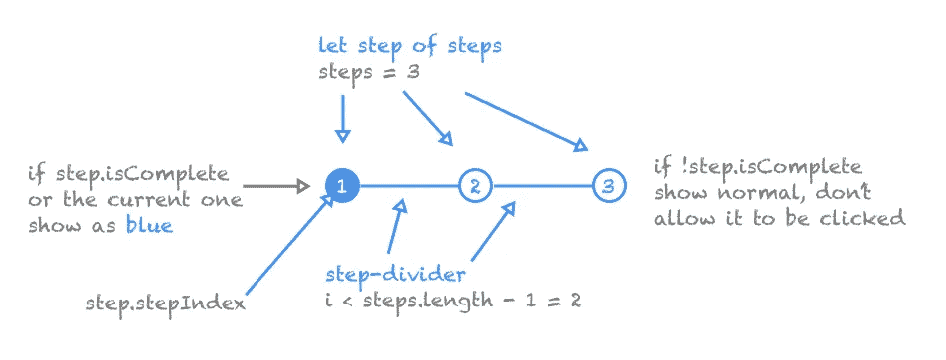 let step of steps
steps = 3
if step.isComplete
or the current one
show as blue
1
2
3
if !step.isComplete
show normal, don't
allow it to be clicked
step-divider
i < steps.length - 1 = 2
step.stepIndex